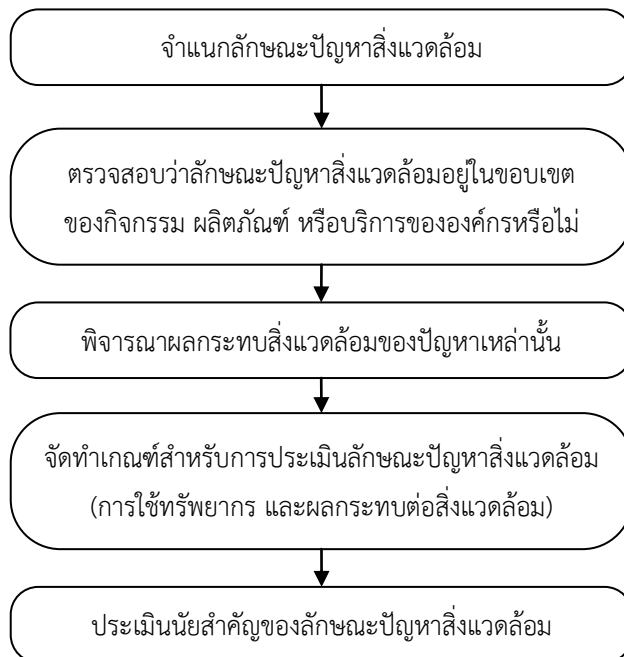 จำแนกลักษณะปัญหาสิ่งแวดล้อม
ตรวจสอบว่าลักษณะปัญหาสิ่งแวดล้อมอยู่ในขอบเขต
ของกิจกรรม ผลิตภัณฑ์ หรือบริการขององค์กรหรือไม่
พิจารณาผลกระทบสิ่งแวดล้อมของปัญหาเหล่านั้น
จัดทำเกณฑ์สำหรับการประเมินลักษณะปัญหาสิ่งแวดล้อม
(การใช้ทรัพยากร และผลกระทบต่อสิ่งแวดล้อม)
ประเมินนัยสำคัญของลักษณะปัญหาสิ่งแวดล้อม